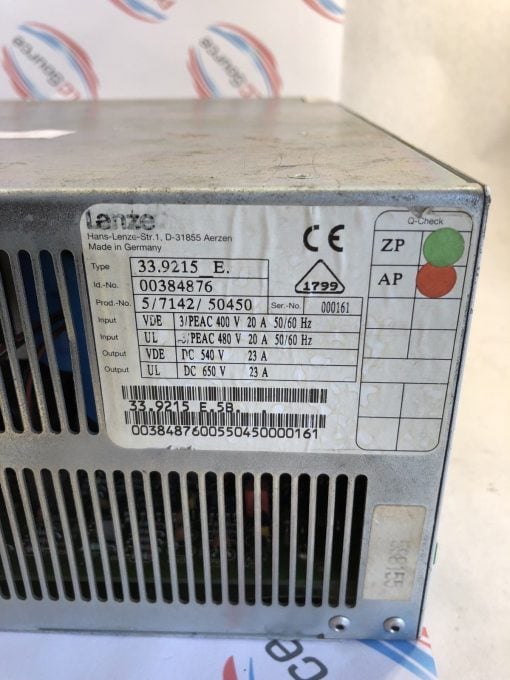 Lenze
Hans-Lenze-Str.1, D-31855 Aerzen
Made in Germany
Type 33.9215_E.
Id.-No. 00384876
Prod.-No. 5/7142/ 50450 Ser.-No. 000161
Input VDE 3/PEAC 400 V 20 A 50/60 Hz
Input UL 3/PEAC 480 V 20 A 50/60 Hz
Output VDE DC 540 V 23 A
Output UL DC 650 V 23 A
33.9215_E.5B.
0038487600550450000161
CE
1799
Q-Check
ZP
AP
Source